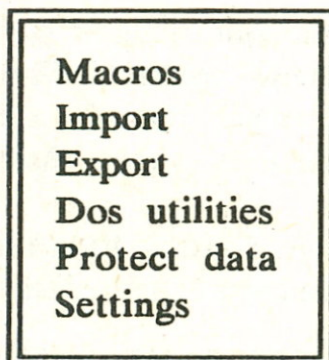 Macros
Import
Export
Dos utilities
Protect data
Settings